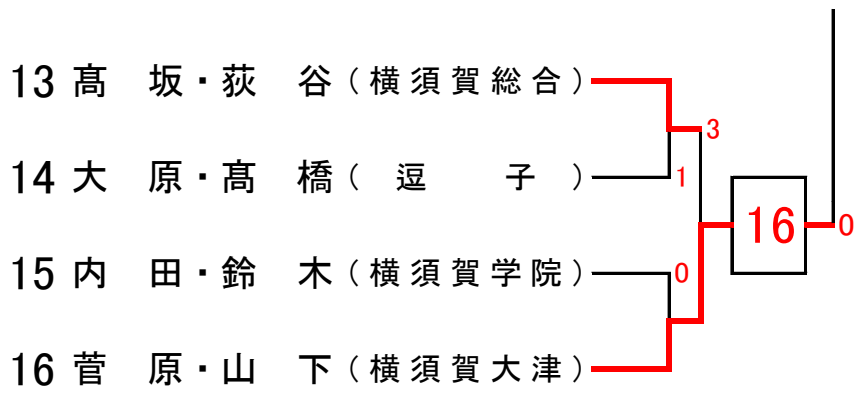 13 髙　坂・荻　谷（横須賀総合）
3
14 大　原・髙　橋（　逗　　子　）
1
16
0
15 内　田・鈴　木（横須賀学院）
0
16 菅　原・山　下（横須賀大津）